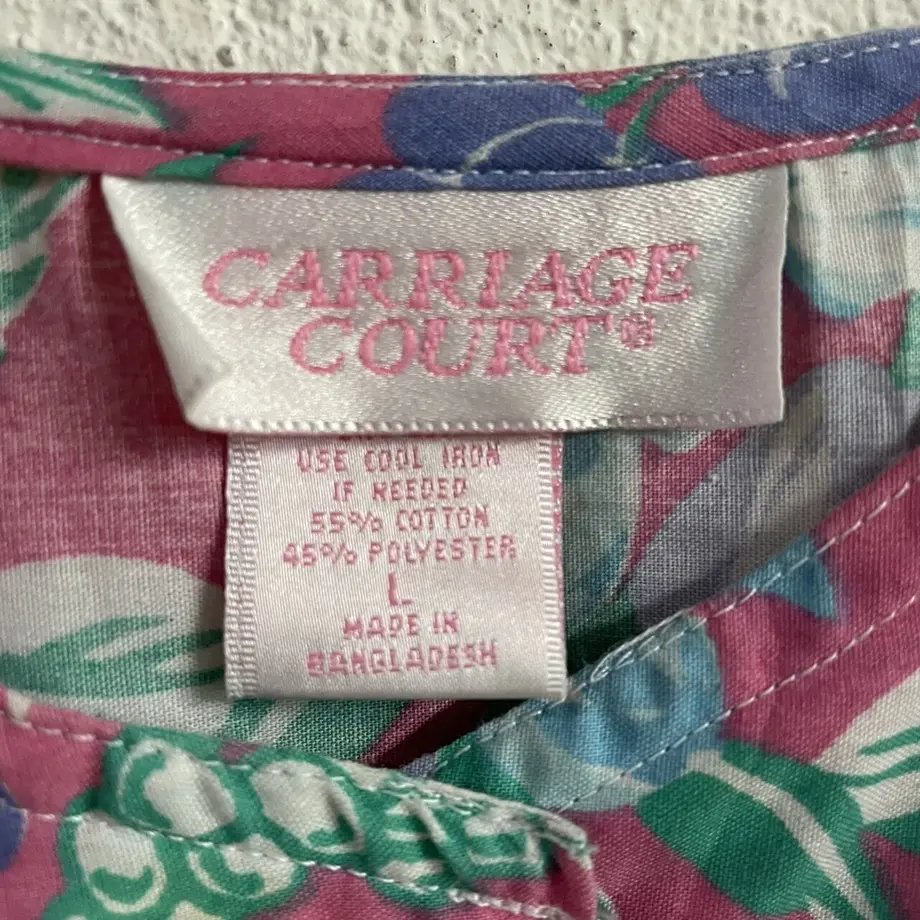 CARRIAGE
COURT®
USE COOL IRON
IF NEEDED
55% COTTON
45% POLYESTER
L
MADE IN
BANGLADESH